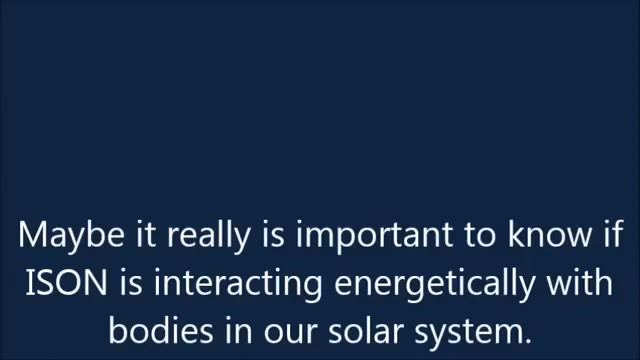 Maybe it really is important to know if
ISON is interacting energetically with
bodies in our solar system.